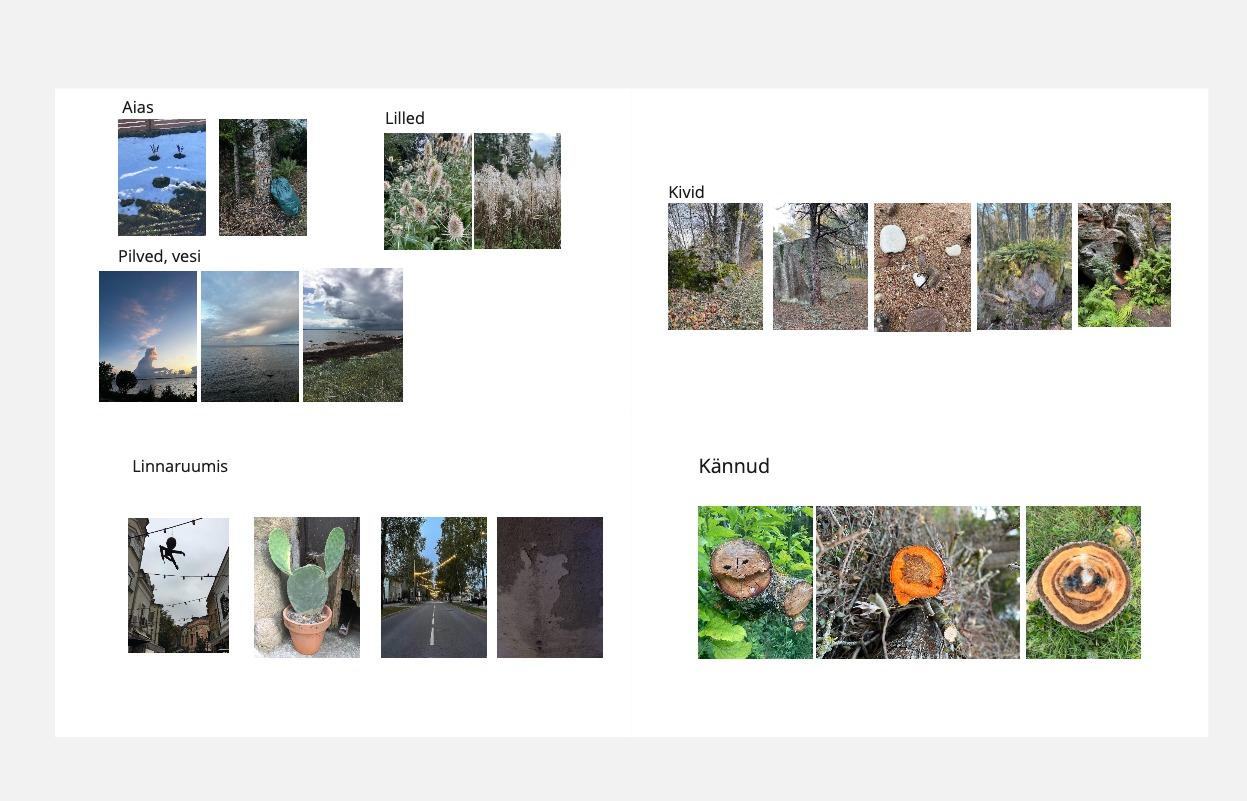 Aias
Lilled
Pilved, vesi
Kivid
Linnaruumis
Kännud